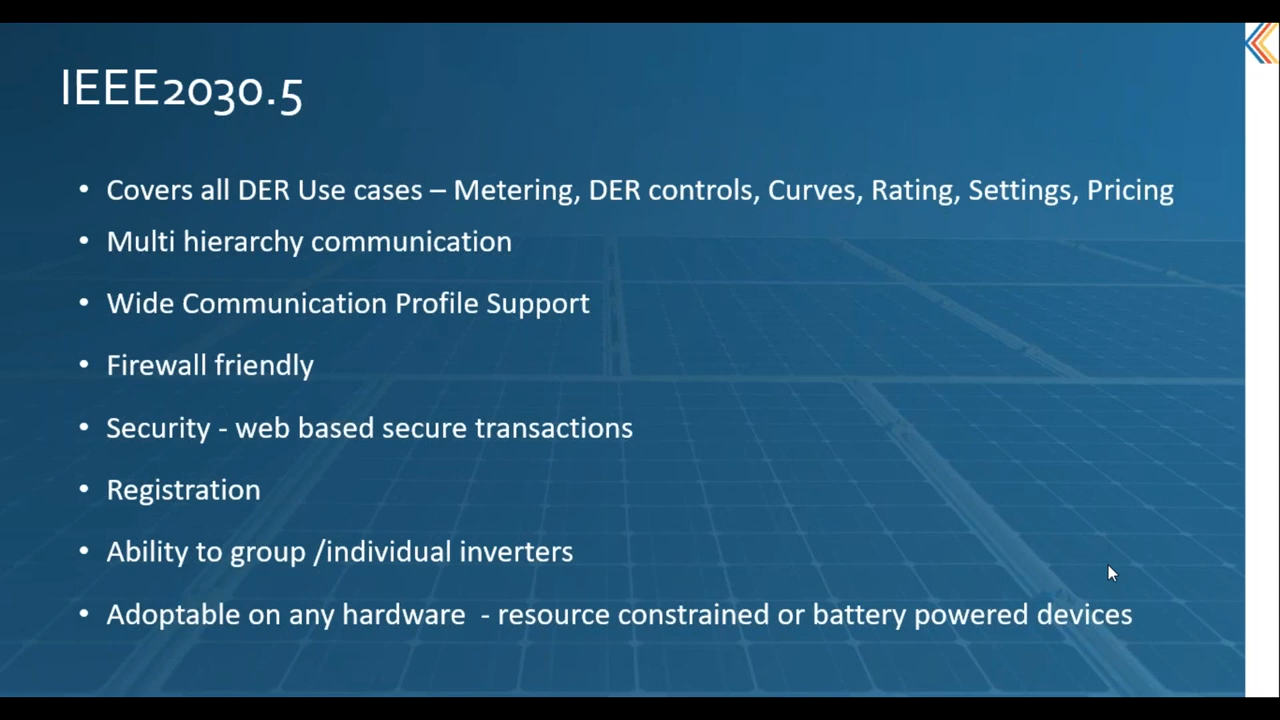 IEEE2030.5
• Covers all DER Use cases – Metering, DER controls, Curves, Rating, Settings, Pricing
• Multi hierarchy communication
• Wide Communication Profile Support
• Firewall friendly
• Security - web based secure transactions
• Registration
• Ability to group /individual inverters
• Adoptable on any hardware  - resource constrained or battery powered devices